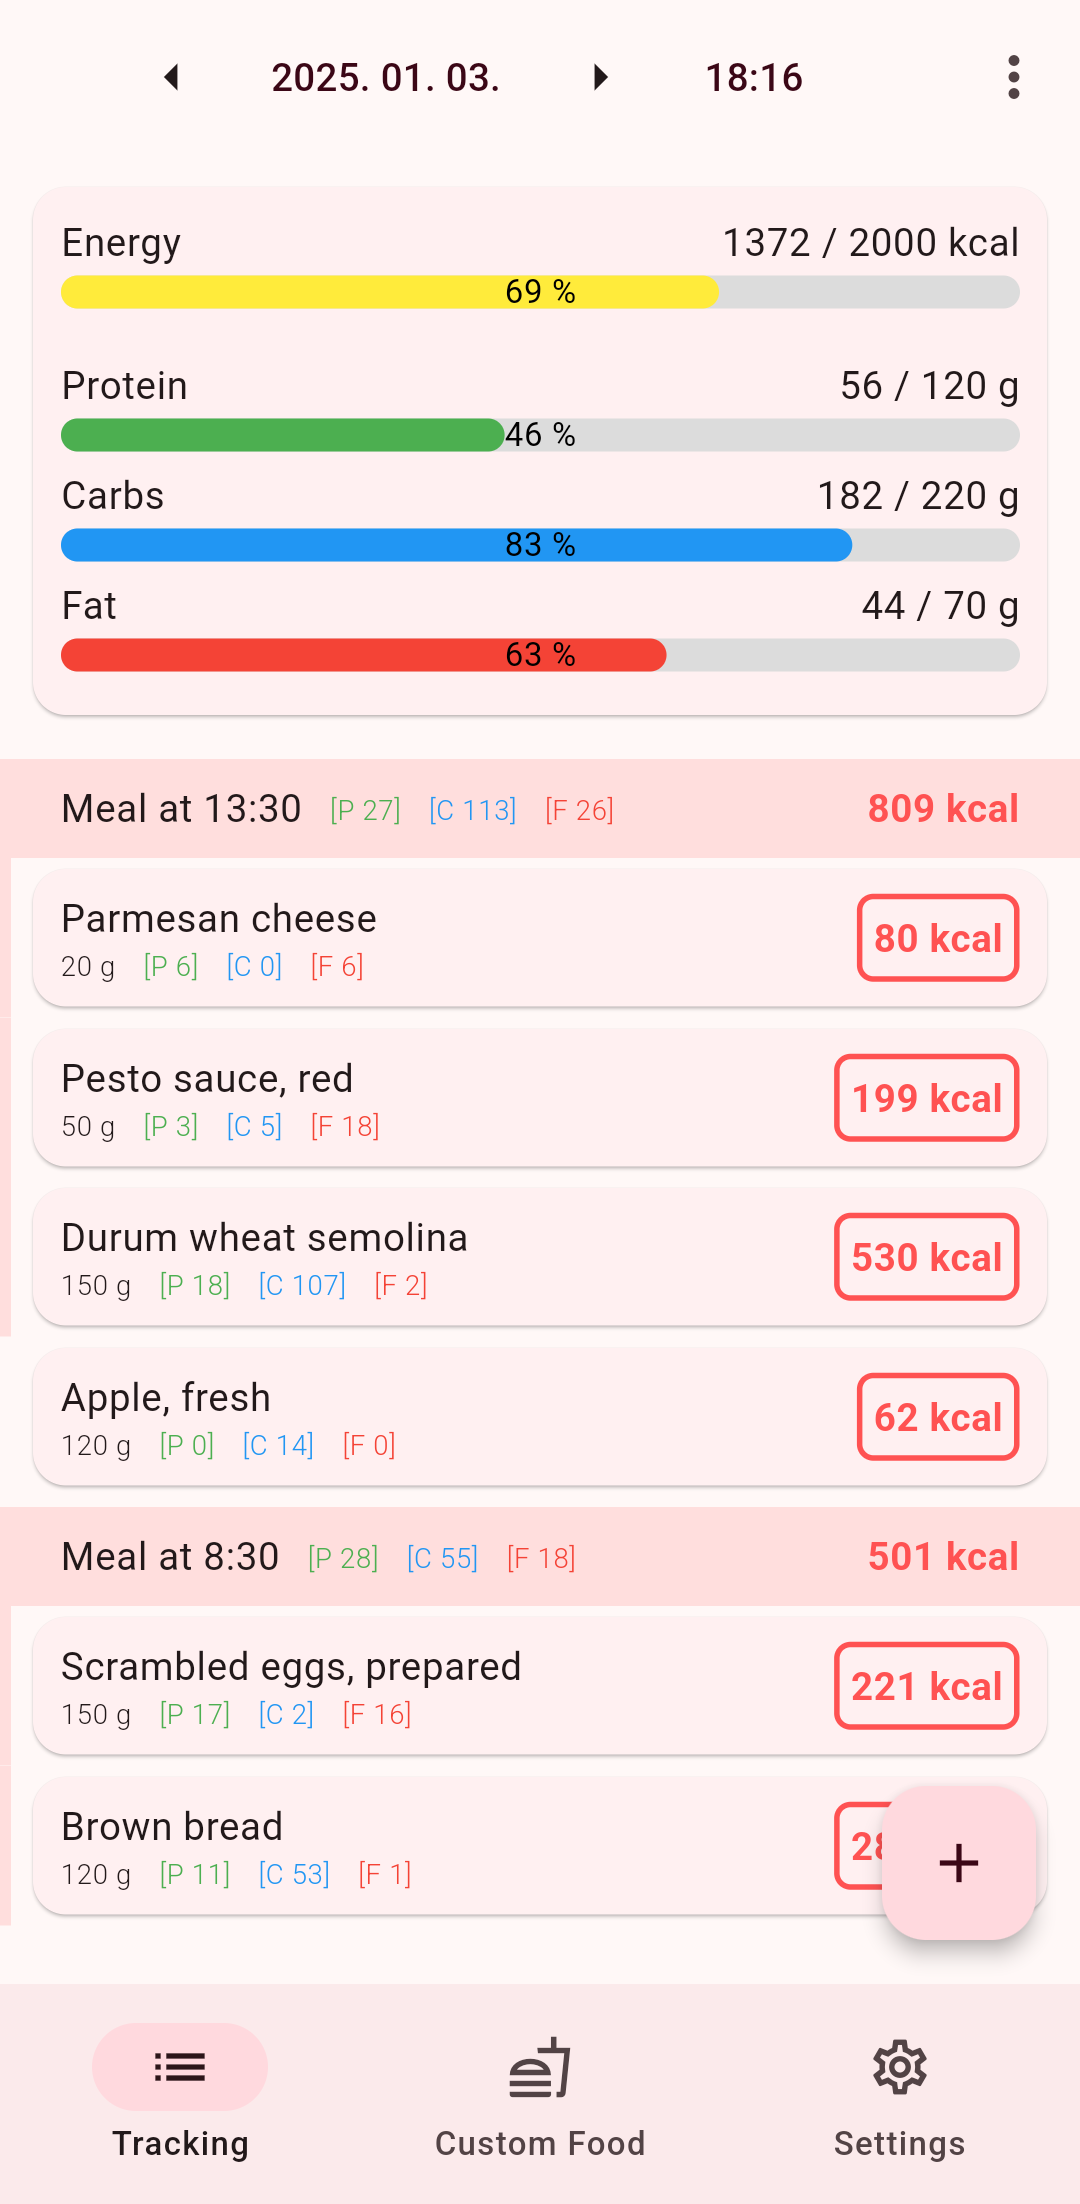 2025. 01. 03. 18:16
Energy 1372 / 2000 kcal
69 %
Protein 56 / 120 g
46 %
Carbs 182 / 220 g
83 %
Fat 44 / 70 g
63 %
Meal at 13:30 [P 27] [C 113] [F 26] 809 kcal
Parmesan cheese
20 g [P 6] [C 0] [F 6]
80 kcal
Pesto sauce, red
50 g [P 3] [C 5] [F 18]
199 kcal
Durum wheat semolina
150 g [P 18] [C 107] [F 2]
530 kcal
Apple, fresh
120 g [P 0] [C 14] [F 0]
62 kcal
Meal at 8:30 [P 28] [C 55] [F 18] 501 kcal
Scrambled eggs, prepared
150 g [P 17] [C 2] [F 16]
221 kcal
Brown bread
120 g [P 11] [C 53] [F 1]
Tracking Custom Food Settings